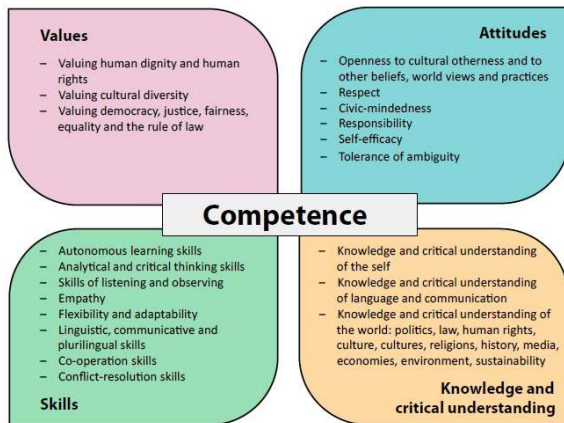 Values
– Valuing human dignity and human
rights
– Valuing cultural diversity
– Valuing democracy, justice, fairness,
equality and the rule of law
Attitudes
– Openness to cultural otherness and to
other beliefs, world views and practices
– Respect
– Civic-mindedness
– Responsibility
– Self-efficacy
– Tolerance of ambiguity
Competence
– Autonomous learning skills
– Analytical and critical thinking skills
– Skills of listening and observing
– Empathy
– Flexibility and adaptability
– Linguistic, communicative and
plurilingual skills
– Co-operation skills
– Conflict-resolution skills
Skills
– Knowledge and critical understanding
of the self
– Knowledge and critical understanding
of language and communication
– Knowledge and critical understanding of
the world: politics, law, human rights,
culture, cultures, religions, history, media,
economies, environment, sustainability
Knowledge and
critical understanding